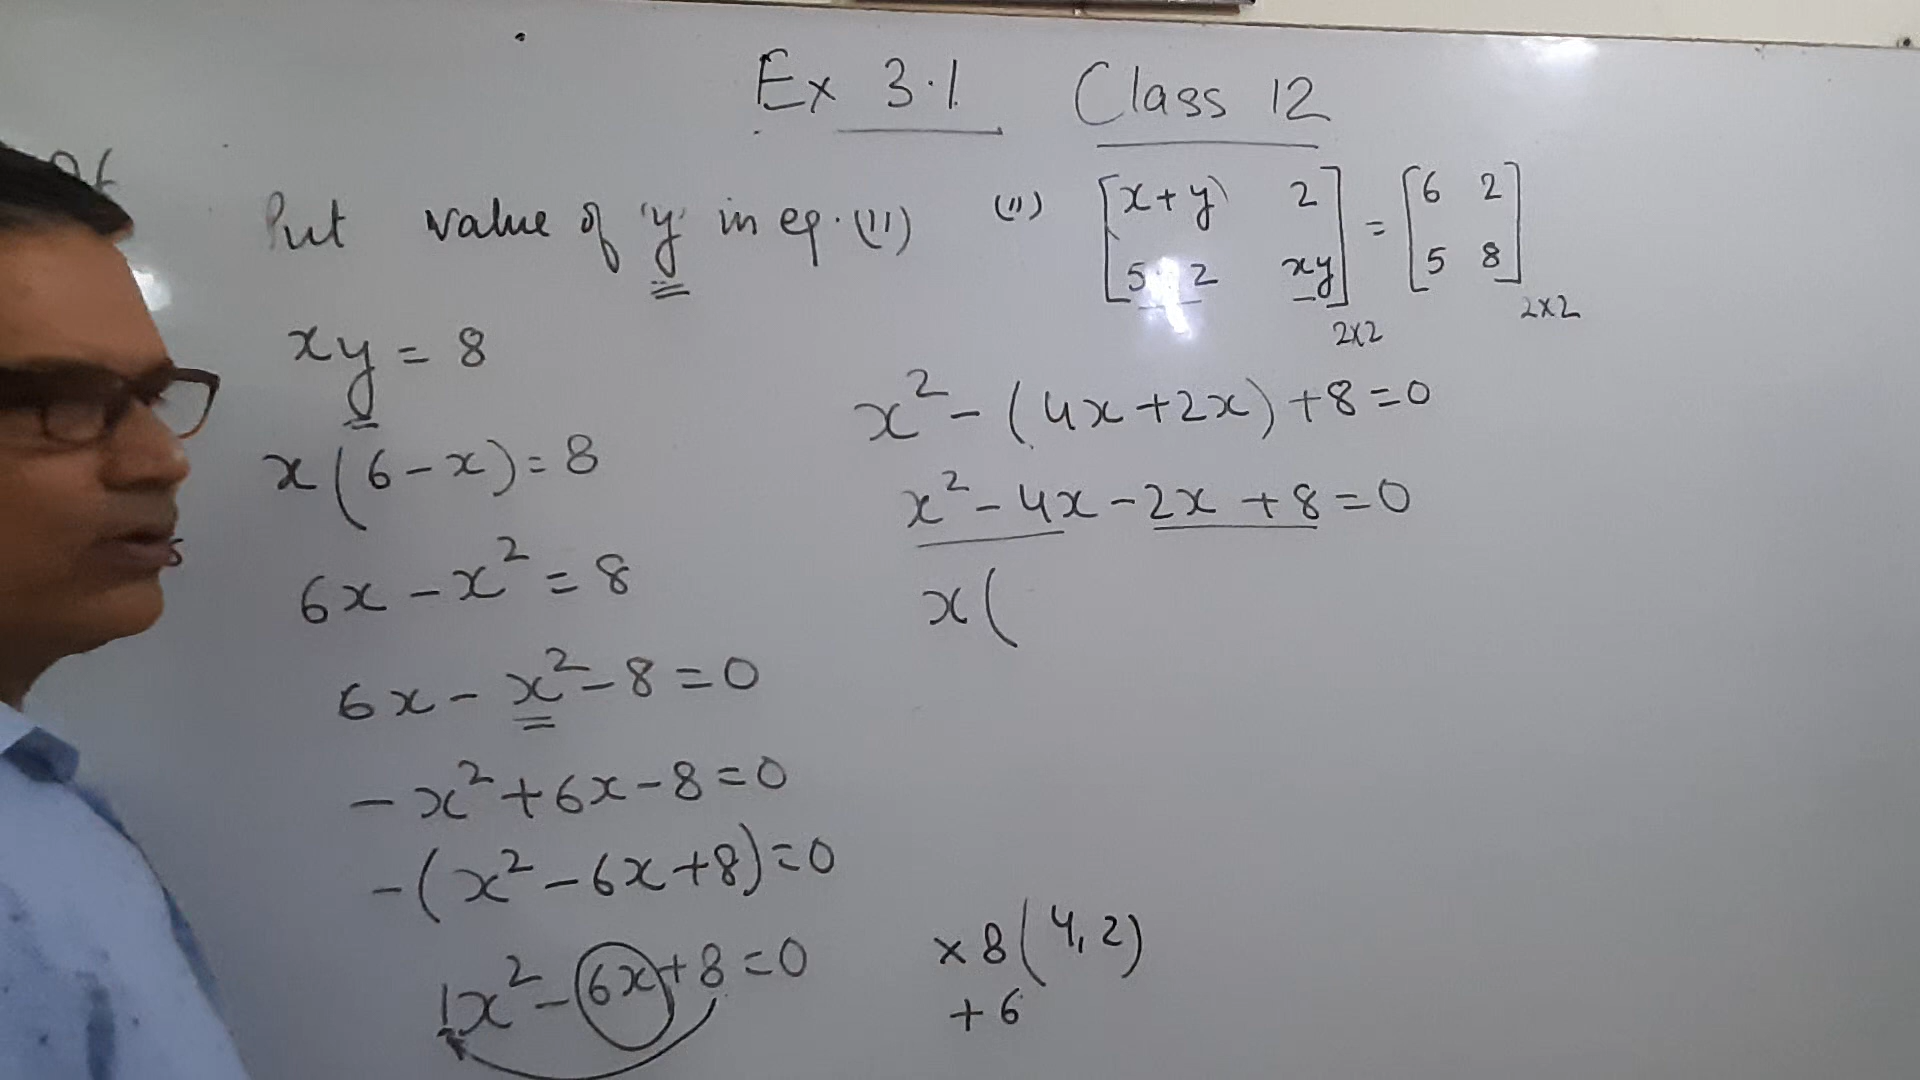 Ex 3.1 Class 12
Put value of 'y' in eq. (11)
xy = 8
x(6-x)=8
6x - x² = 8
6x - x² - 8 = 0
- x² + 6x - 8 = 0
-(x² - 6x + 8) = 0
1x² - 6x + 8 = 0
(11) [x+y 2] = [6 2]
[5 2 xy] [5 8]
2x2 2x2
x² - (4x+2x) + 8 = 0
x² - 4x - 2x + 8 = 0
x(
x 8 (4, 2)
+ 6